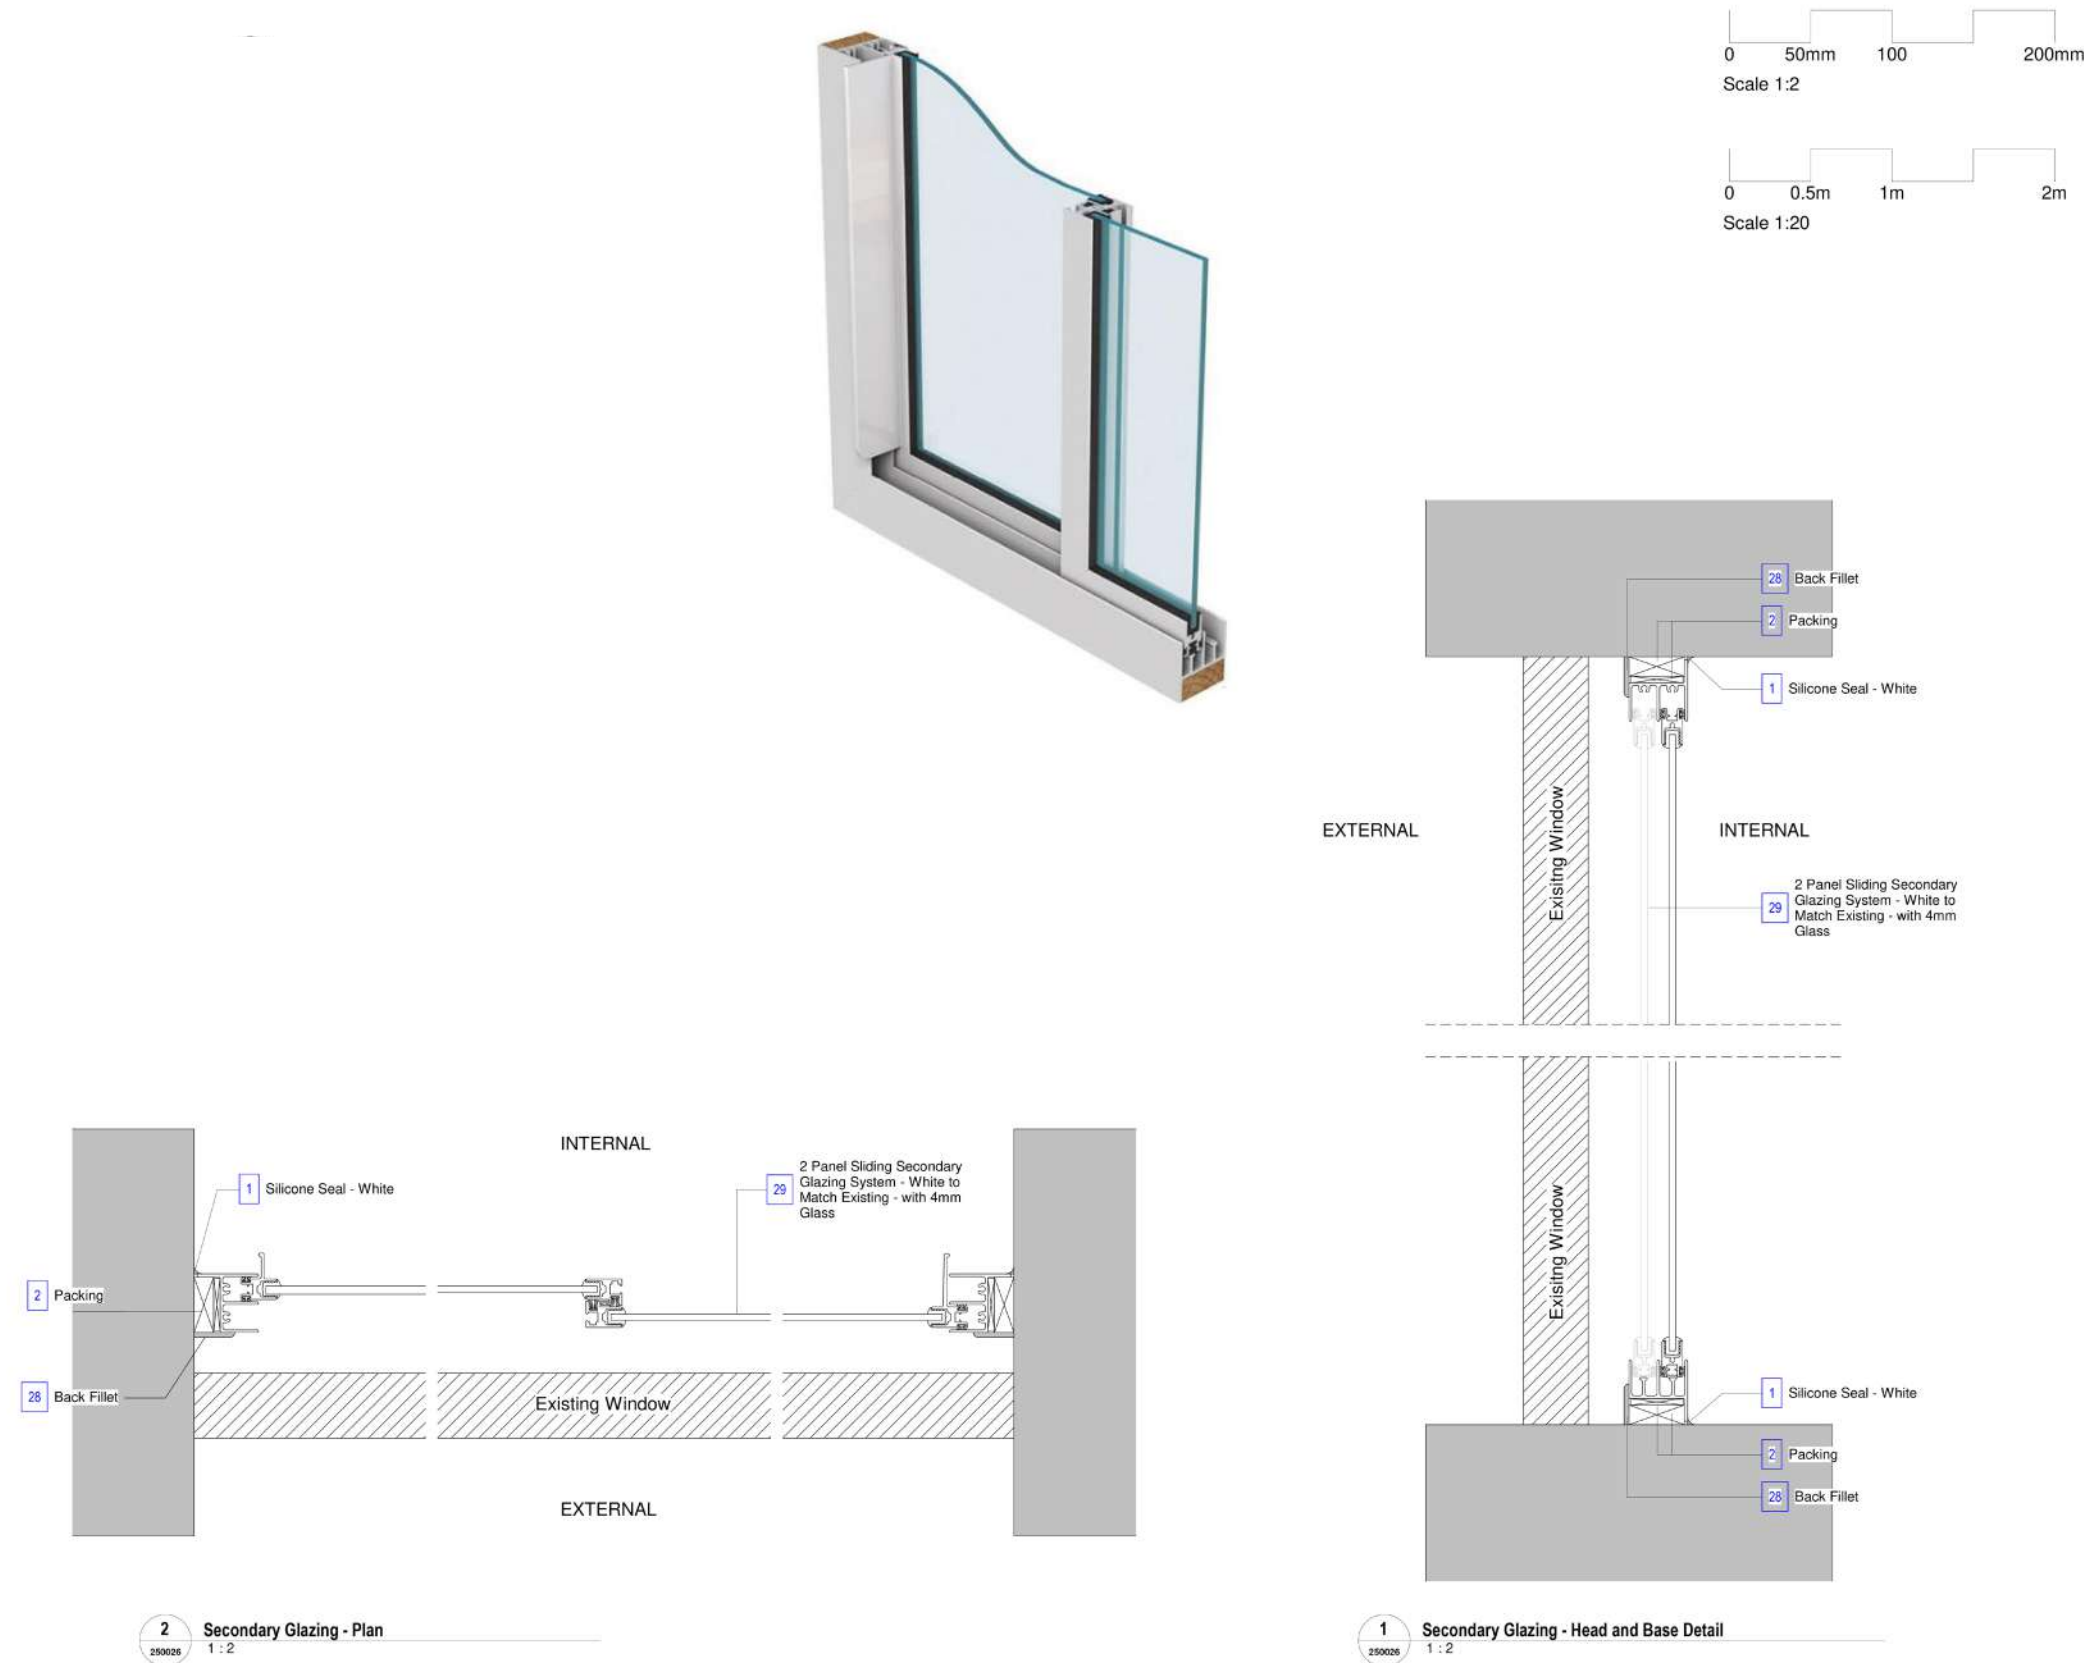 0 50mm 100 200mm
Scale 1:2
0 0.5m 1m 2m
Scale 1:20
28 Back Fillet
2 Packing
1 Silicone Seal - White
EXTERNAL
Exisitng Window
INTERNAL
29 2 Panel Sliding Secondary
Glazing System - White to
Match Existing - with 4mm
Glass
Exisitng Window
1 Silicone Seal - White
2 Packing
28 Back Fillet
INTERNAL
1 Silicone Seal - White
29 2 Panel Sliding Secondary
Glazing System - White to
Match Existing - with 4mm
Glass
2 Packing
28 Back Fillet
Existing Window
EXTERNAL
2 Secondary Glazing - Plan
250026 1 : 2
1 Secondary Glazing - Head and Base Detail
250026 1 : 2